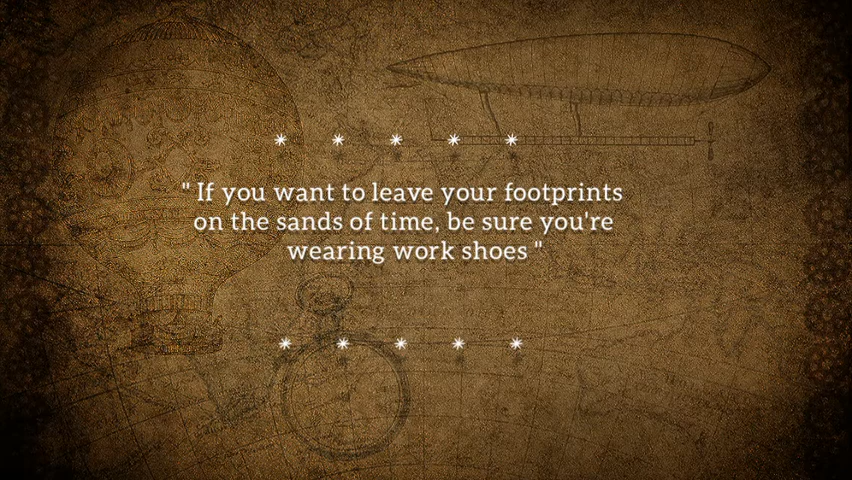 " If you want to leave your footprints
on the sands of time, be sure you're
wearing work shoes "